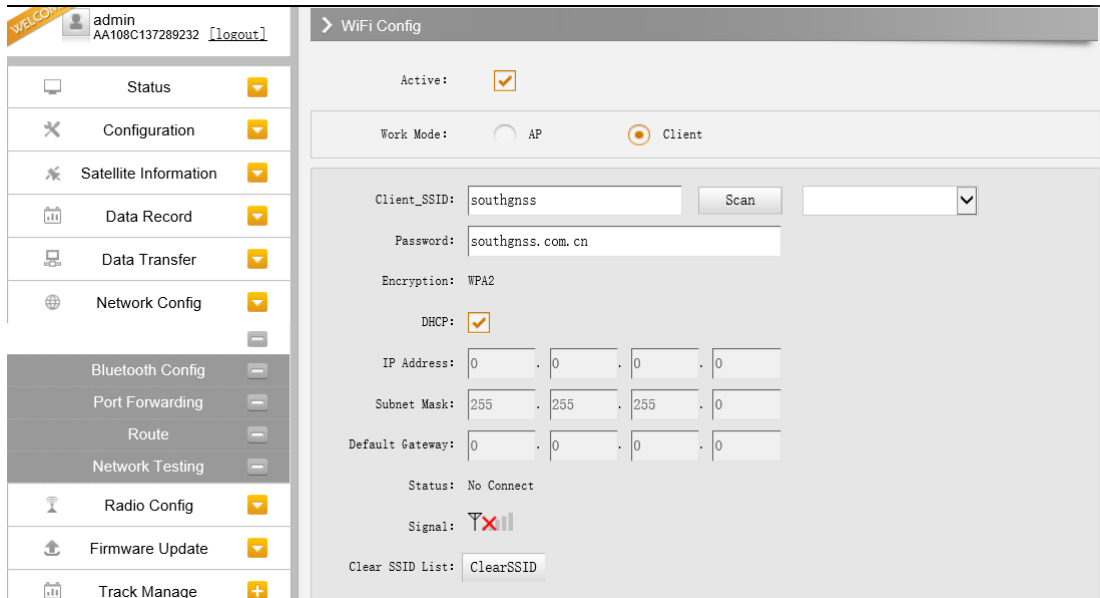 WELCOM
admin
AA108C137289232 [logout]
Status
Configuration
Satellite Information
Data Record
Data Transfer
Network Config
Bluetooth Config
Port Forwarding
Route
Network Testing
Radio Config
Firmware Update
Track Manage
WiFi Config
Active:
Work Mode: AP Client
Client_SSID: southgnss Scan
Password: southgnss.com.cn
Encryption: WPA2
DHCP:
IP Address: 0 . 0 . 0 . 0
Subnet Mask: 255 . 255 . 255 . 0
Default Gateway: 0 . 0 . 0 . 0
Status: No Connect
Signal:
Clear SSID List: ClearSSID